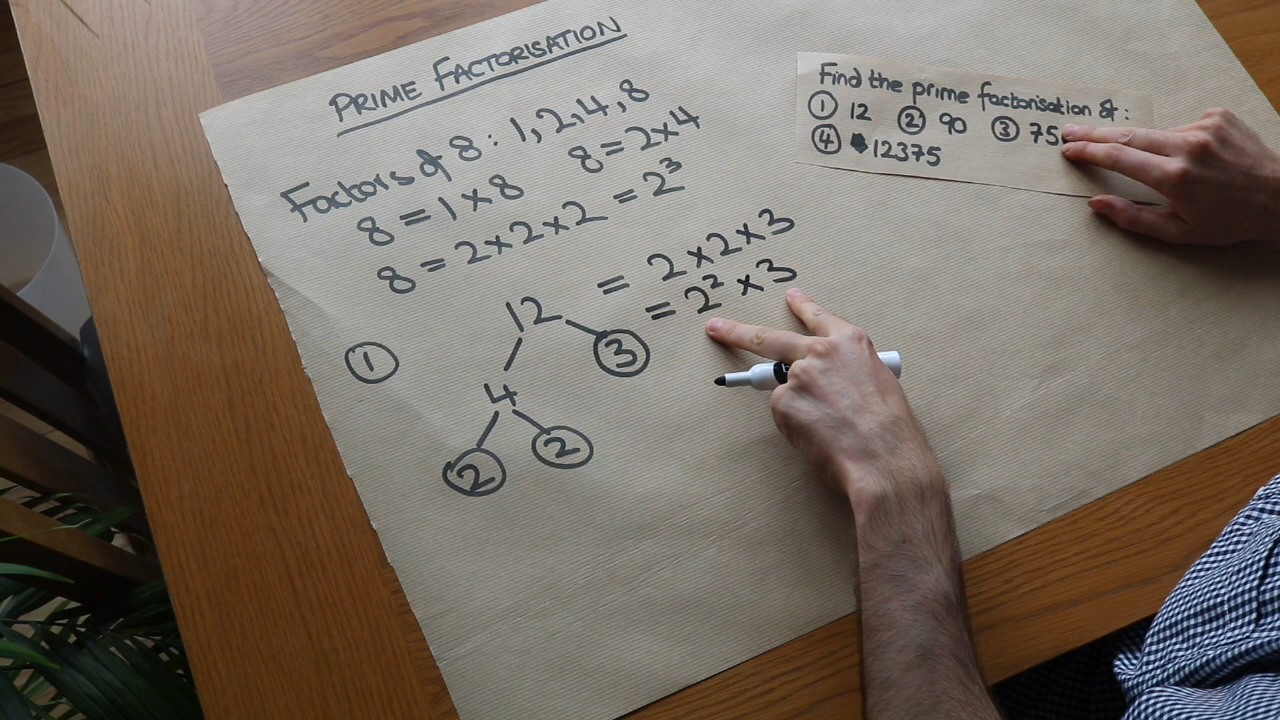 PRIME FACTORISATION
Factors of 8 : 1, 2, 4, 8
8 = 1 × 8
8 = 2×4
8 = 2×2×2 = 2³
①
12
= 2×2×3
= 2² × 3
4
③
②
②
Find the prime factorisation of :
① 12 ② 90 ③ 75
④ 12375